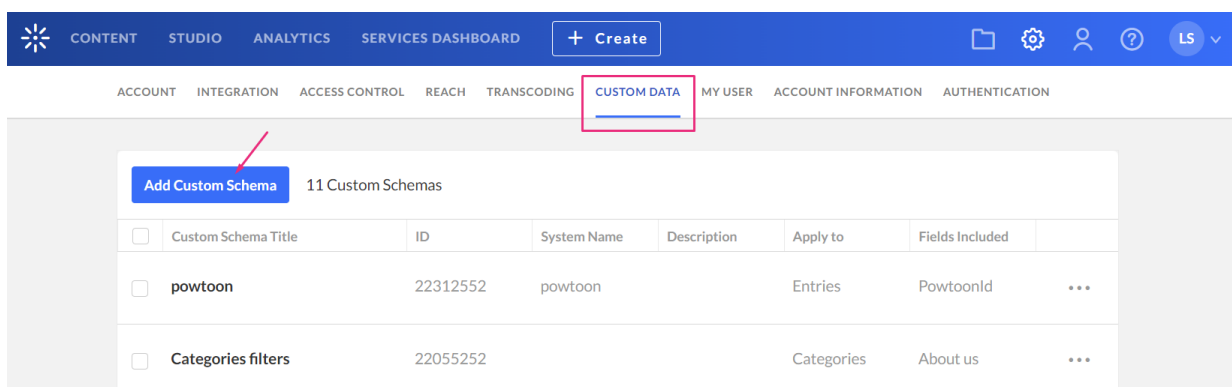 CONTENT STUDIO ANALYTICS SERVICES DASHBOARD + Create LS
ACCOUNT INTEGRATION ACCESS CONTROL REACH TRANSCODING CUSTOM DATA MY USER ACCOUNT INFORMATION AUTHENTICATION
Add Custom Schema 11 Custom Schemas
Custom Schema Title ID System Name Description Apply to Fields Included
powtoon 22312552 powtoon Entries PowtoonId
Categories filters 22055252 Categories About us